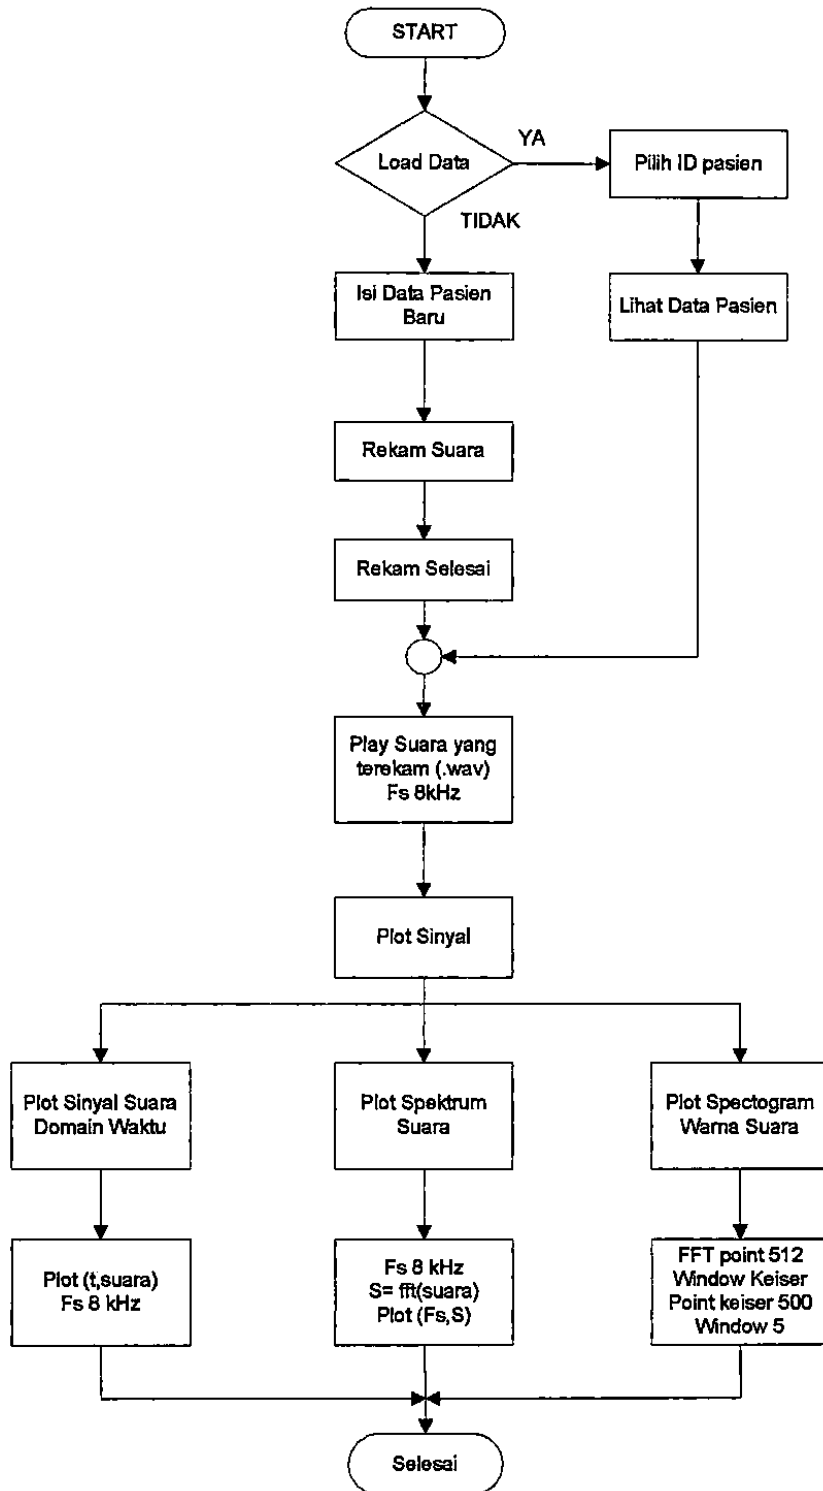 START
Load Data
YA
Pilih ID pasien
TIDAK
Isi Data Pasien
Baru
Lihat Data Pasien
Rekam Suara
Rekam Selesai
Play Suara yang
terekam (.wav)
Fs 8kHz
Plot Sinyal
Plot Sinyal Suara
Domain Waktu
Plot Spektrum
Suara
Plot Spectogram
Warna Suara
Plot (t,suara)
Fs 8 kHz
Fs 8 kHz
S= fft(suara)
Plot (Fs,S)
FFT point 512
Window Keiser
Point keiser 500
Window 5
Selesai